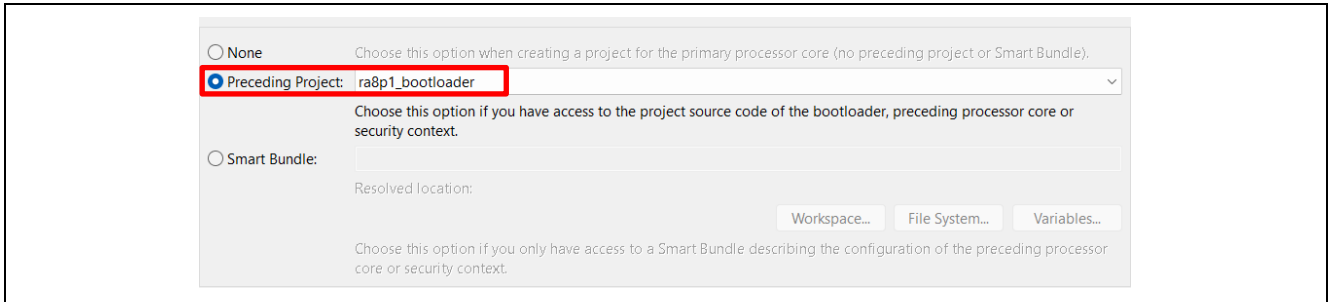 None Choose this option when creating a project for the primary processor core (no preceding project or Smart Bundle).
Preceding Project: ra8p1_bootloader
Choose this option if you have access to the project source code of the bootloader, preceding processor core or
security context.
Smart Bundle:
Resolved location:
Workspace... File System... Variables...
Choose this option if you only have access to a Smart Bundle describing the configuration of the preceding processor
core or security context.